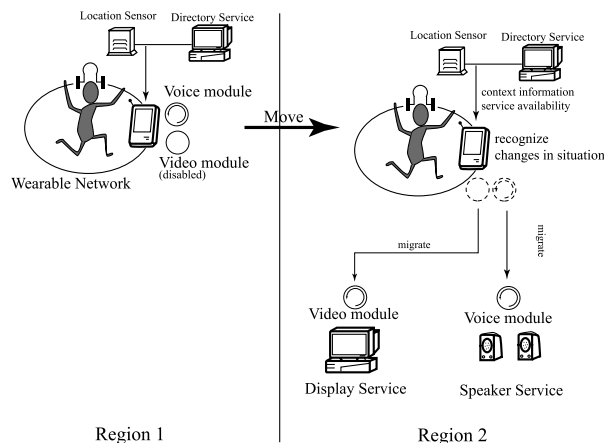 Location Sensor
Directory Service
Voice module
Video module
(disabled)
Wearable Network
Region 1
Move
Location Sensor
Directory Service
context information
service availability
recognize
changes in situation
migrate
migrate
Video module
Voice module
Display Service
Speaker Service
Region 2